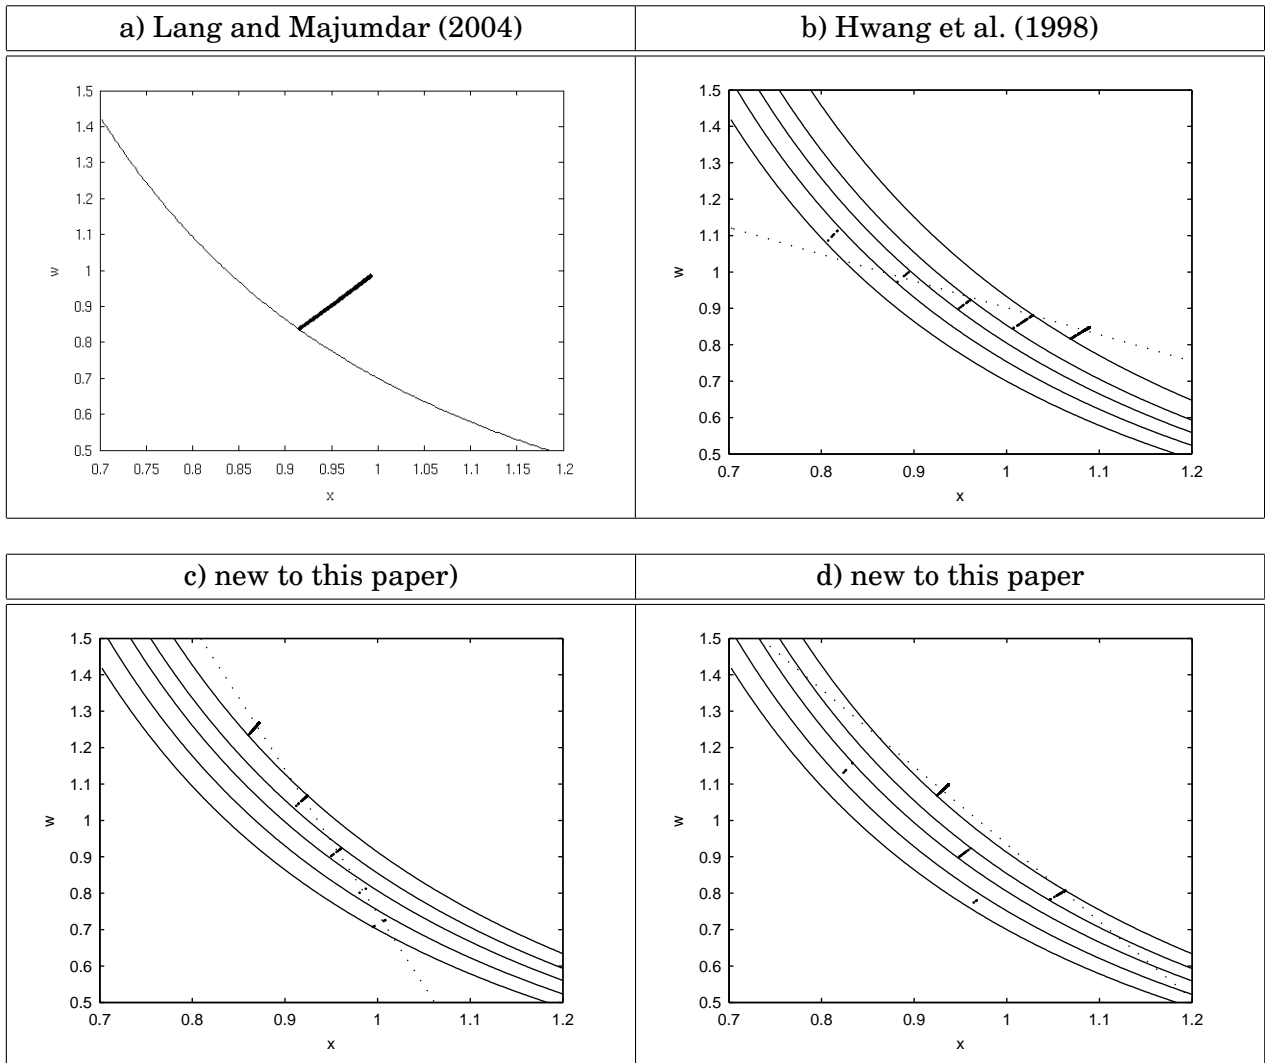 a) Lang and Majumdar (2004)
b) Hwang et al. (1998)
1.5
1.4
1.3
1.2
1.1
1
0.9
0.8
0.7
0.6
0.5
w
0.7 0.75 0.8 0.85 0.9 0.95 1 1.05 1.1 1.15 1.2
x
1.5
1.4
1.3
1.2
1.1
1
0.9
0.8
0.7
0.6
0.5
w
0.7 0.8 0.9 1 1.1 1.2
x
c) new to this paper)
d) new to this paper
1.5
1.4
1.3
1.2
1.1
1
0.9
0.8
0.7
0.6
0.5
w
0.7 0.8 0.9 1 1.1 1.2
x
1.5
1.4
1.3
1.2
1.1
1
0.9
0.8
0.7
0.6
0.5
w
0.7 0.8 0.9 1 1.1 1.2
x